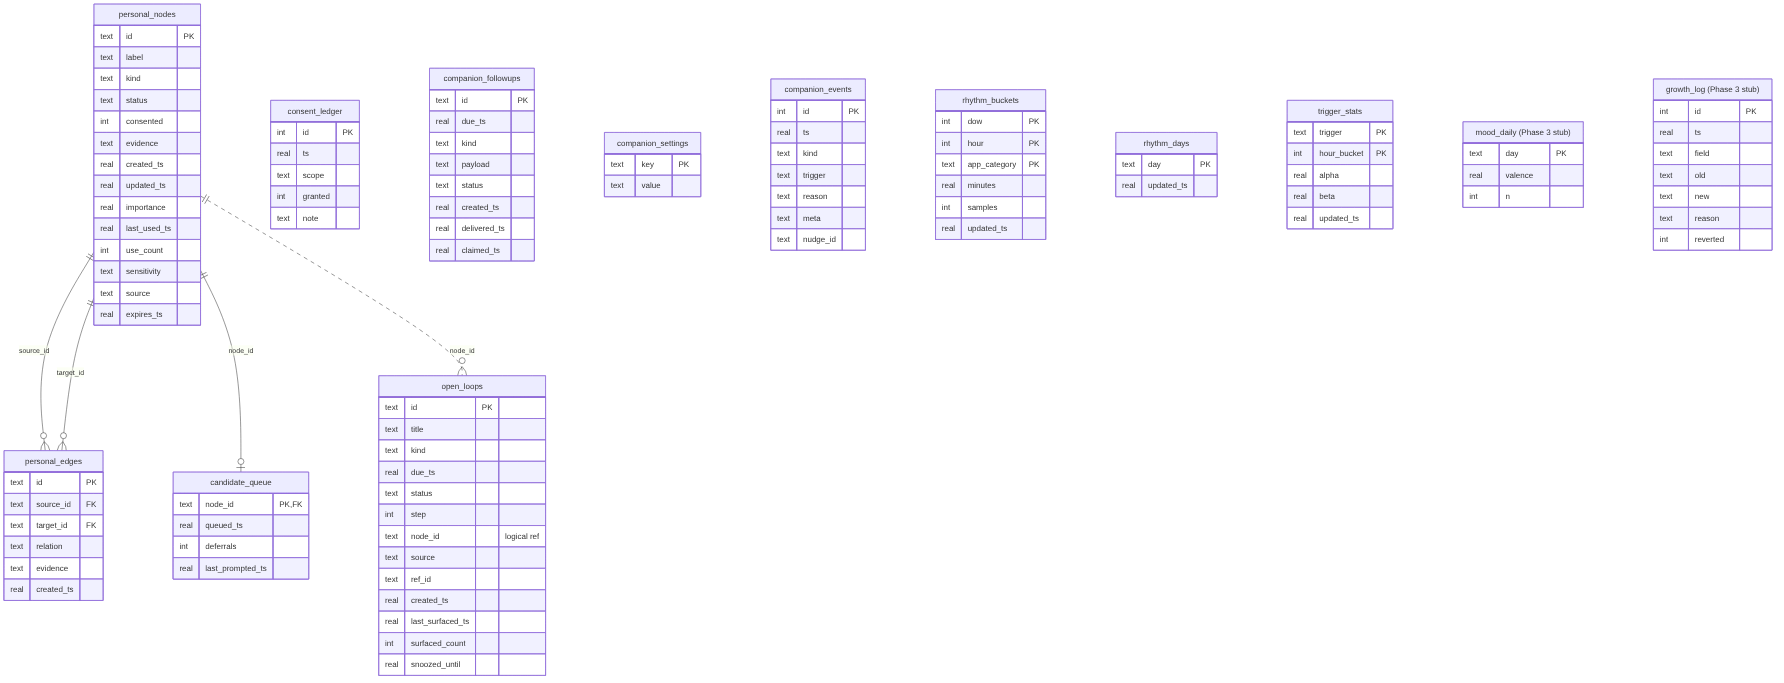 personal_nodes
text id PK
text label
text kind
text status
int consented
text evidence
real created_ts
real updated_ts
real importance
real last_used_ts
int use_count
text sensitivity
text source
real expires_ts
consent_ledger
int id PK
real ts
text scope
int granted
text note
companion_followups
text id PK
real due_ts
text kind
text payload
text status
real created_ts
real delivered_ts
real claimed_ts
companion_settings
text key PK
text value
companion_events
int id PK
real ts
text kind
text trigger
text reason
text meta
text nudge_id
rhythm_buckets
int dow PK
int hour PK
text app_category PK
real minutes
int samples
real updated_ts
rhythm_days
text day PK
real updated_ts
trigger_stats
text trigger PK
int hour_bucket PK
real alpha
real beta
real updated_ts
mood_daily (Phase 3 stub)
text day PK
real valence
int n
growth_log (Phase 3 stub)
int id PK
real ts
text field
text old
text new
text reason
int reverted
source_id
target_id
node_id
node_id
personal_edges
text id PK
text source_id FK
text target_id FK
text relation
text evidence
real created_ts
candidate_queue
text node_id PK,FK
real queued_ts
int deferrals
real last_prompted_ts
open_loops
text id PK
text title
text kind
real due_ts
text status
int step
text node_id logical ref
text source
text ref_id
real created_ts
real last_surfaced_ts
int surfaced_count
real snoozed_until